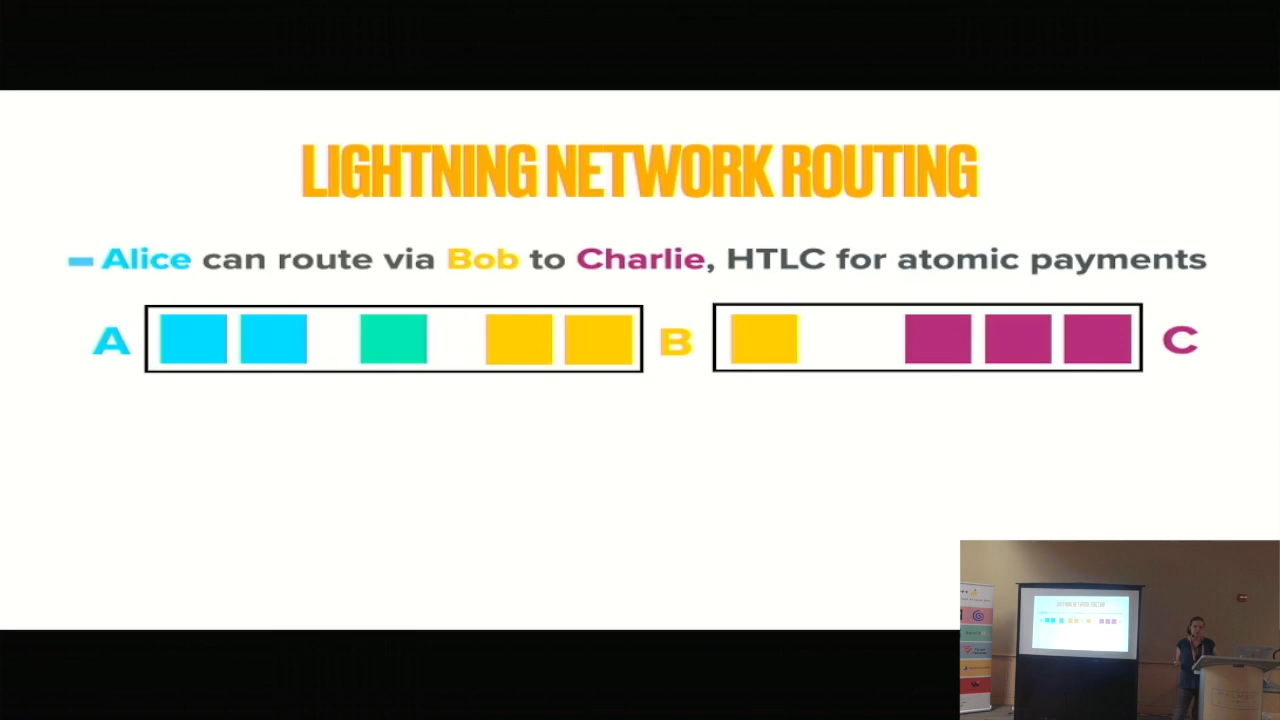 LIGHTNING NETWORK ROUTING
– Alice can route via Bob to Charlie, HTLC for atomic payments
A B C